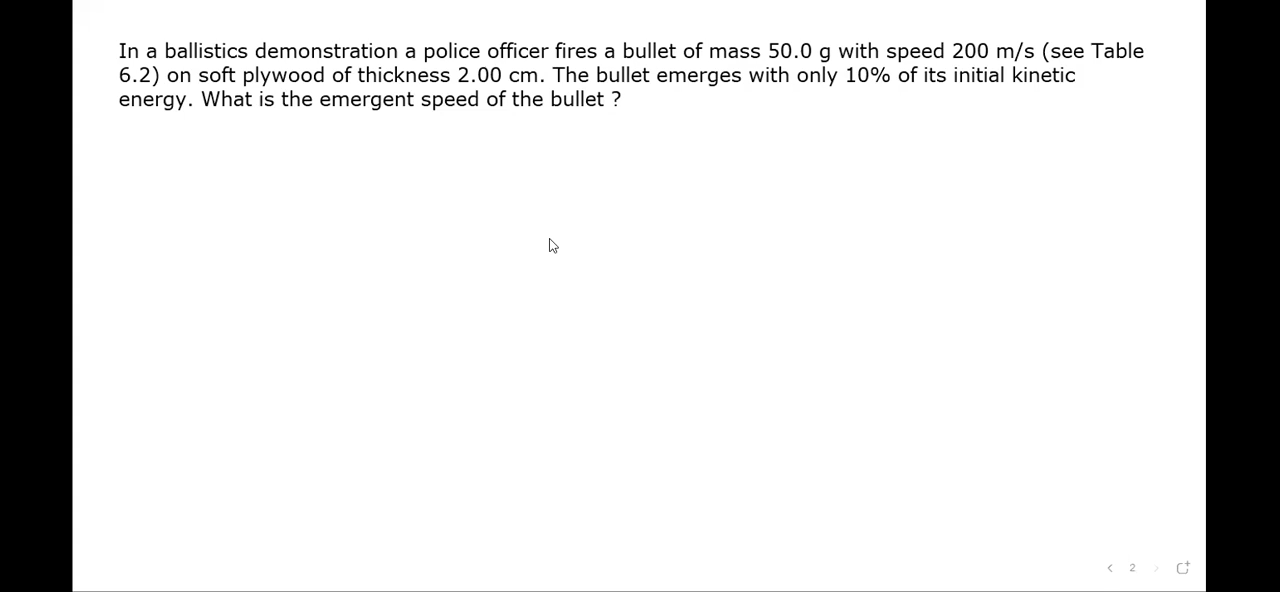 In a ballistics demonstration a police officer fires a bullet of mass 50.0 g with speed 200 m/s (see Table
6.2) on soft plywood of thickness 2.00 cm. The bullet emerges with only 10% of its initial kinetic
energy. What is the emergent speed of the bullet ?
< 2 >